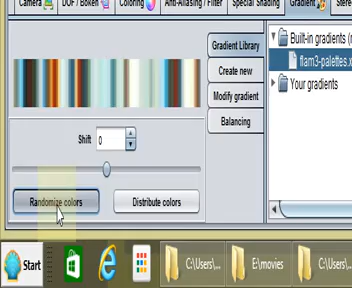 Camera DOF / Bokeh Coloring Anti-Aliasing / Filter Special Shading Gradient
Gradient Library
Create new
Modify gradient
Balancing
Built-in gradients
flam3-palettes.x
Your gradients
Shift 0
Randomize colors Distribute colors
Start C:\Users\... E:\movies C:\Users\...